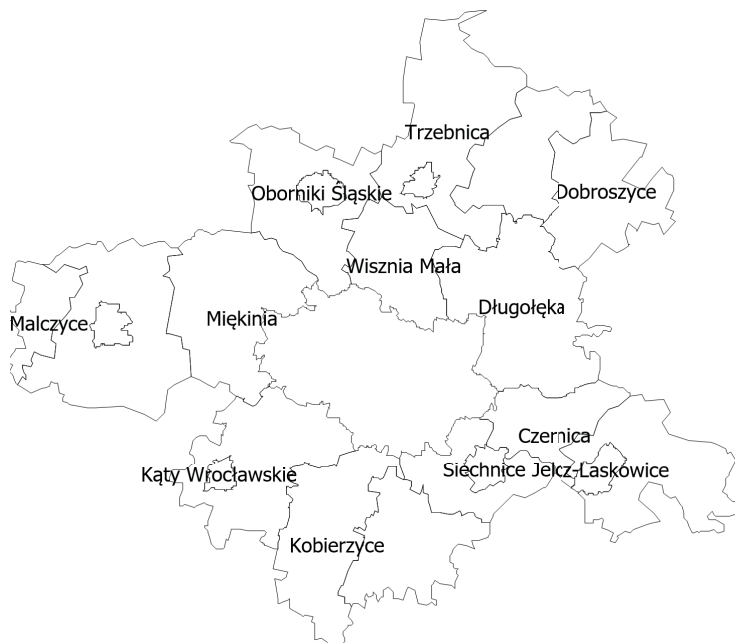 Trzebnica
Oborniki Śląskie
Dobroszyce
Wisznia Mała
Malczyce
Miękinia
Długołęka
Czernica
Kąty Wrocławskie
Siechnice
Jelcz-Laskowice
Kobierzyce